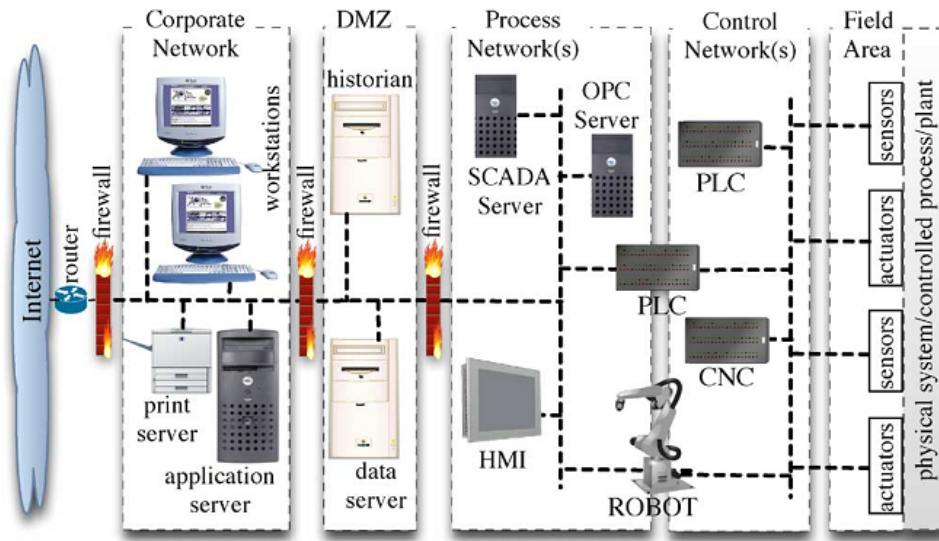 Corporate
Network
DMZ
Process
Network(s)
Control
Network(s)
Field
Area
Internet
router
firewall
workstations
print
server
application
server
firewall
historian
data
server
firewall
SCADA
Server
OPC
Server
HMI
PLC
PLC
CNC
ROBOT
sensors
actuators
sensors
actuators
physical system/controlled process/plant